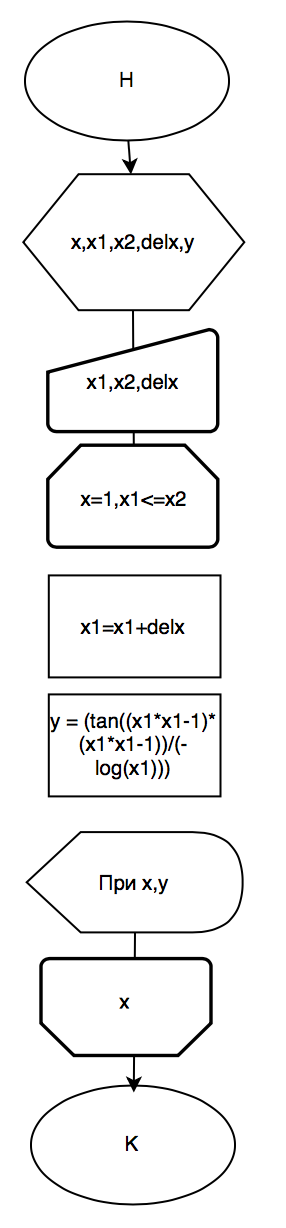 Н
x,x1,x2,delx,y
x1,x2,delx
x=1,x1<=x2
x1=x1+delx
y = (tan((x1*x1-1)*
(x1*x1-1))/(-
log(x1)))
При x,y
x
К